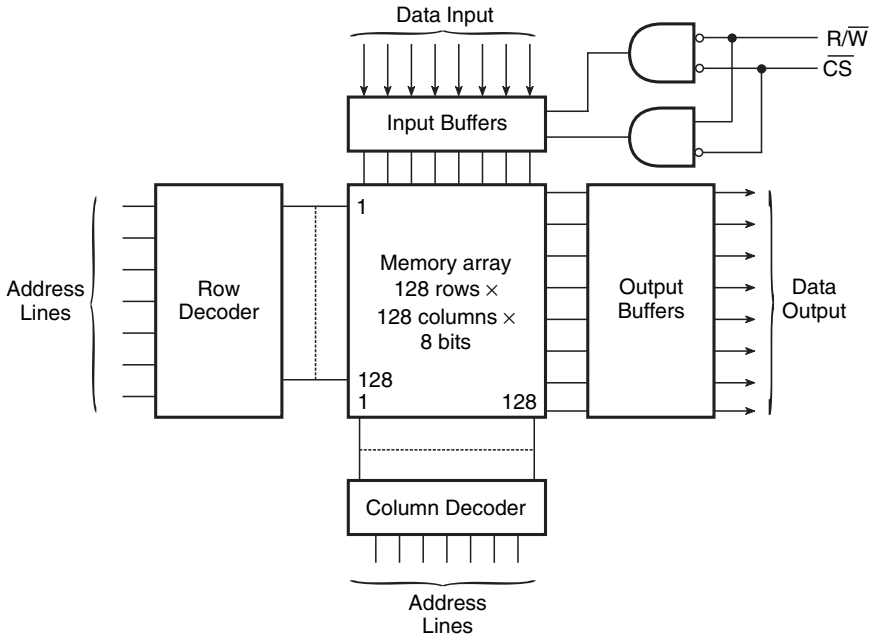 Data Input
R/W̅
C̅S̅
Input Buffers
1
Memory array
128 rows ×
128 columns ×
8 bits
128
1
128
Address
Lines
Row
Decoder
Output
Buffers
Data
Output
Column Decoder
Address
Lines